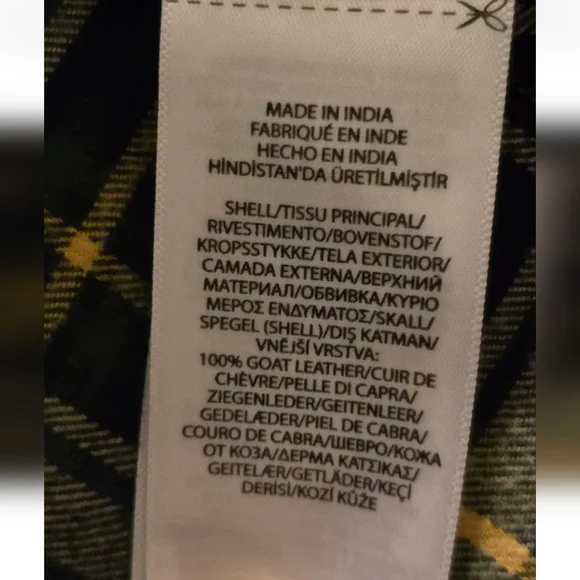 MADE IN INDIA
FABRIQUÉ EN INDE
HECHO EN INDIA
HİNDİSTAN'DA ÜRETİLMİŞTİR
SHELL/TISSU PRINCIPAL/
RIVESTIMENTO/BOVENSTOF/
KROPSSTYKKE/TELA EXTERIOR/
CAMADA EXTERNA/ВЕРХНИЙ
МАТЕРИАЛ/ОБВИВКА/ΚΥΡΙΟ
ΜΕΡΟΣ ΕΝΔΥΜΑΤΟΣ/SKALL/
SPEGEL (SHELL)/DIŞ KATMAN/
VNĚJŠÍ VRSTVA:
100% GOAT LEATHER/CUIR DE
CHÈVRE/PELLE DI CAPRA/
ZIEGENLEDER/GEITENLEER/
GEDELÆDER/PIEL DE CABRA/
COURO DE CABRA/ШЕВРО/КОЖА
ОТ КОЗА/ΔΕΡΜΑ ΚΑΤΣΙΚΑΣ/
GEITELÆR/GETLÄDER/KEÇİ
DERİSİ/KOZÍ KŮŽE